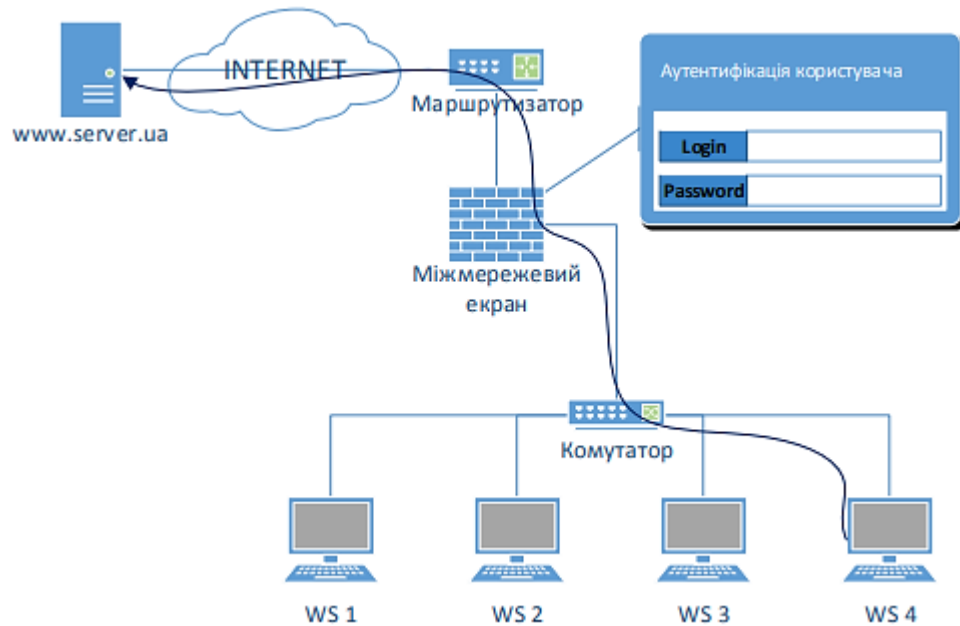 INTERNET
www.server.ua
Маршрутизатор
Аутентифікація користувача
Login
Password
Міжмережевий
екран
Комутатор
WS 1
WS 2
WS 3
WS 4